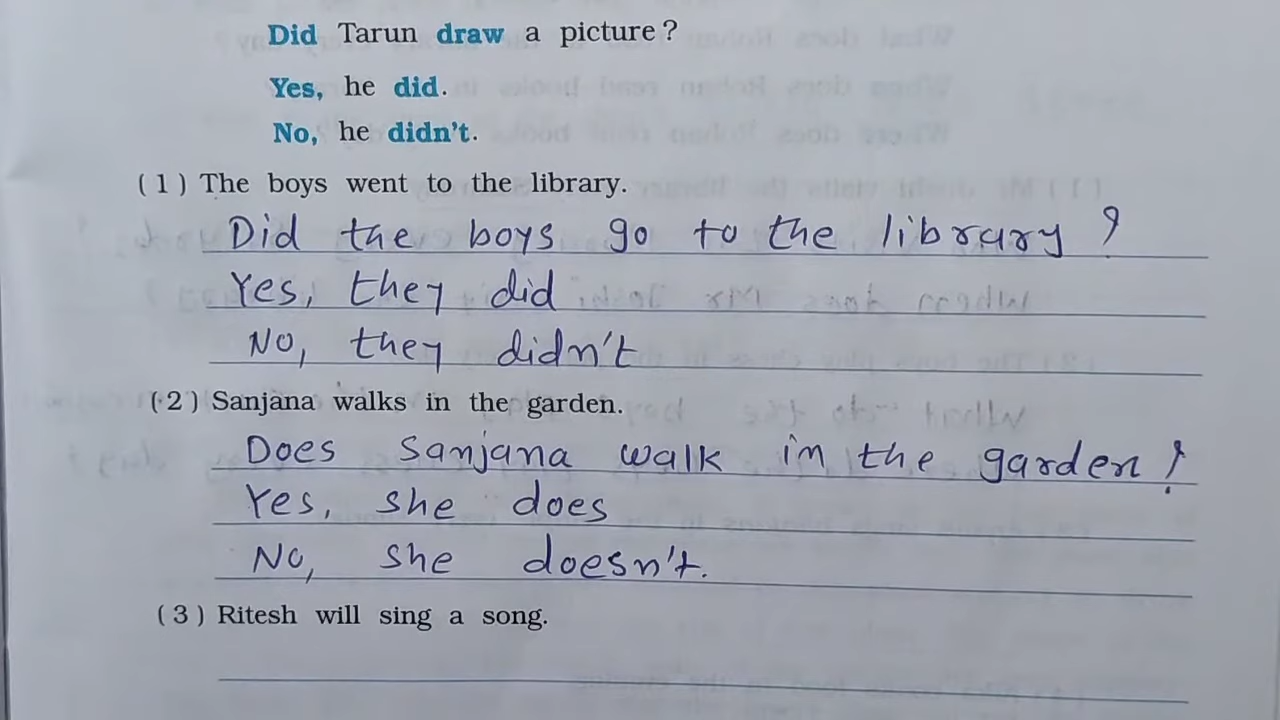 Did Tarun draw a picture?
Yes, he did.
No, he didn't.
(1) The boys went to the library.
Did the boys go to the library?
Yes, they did
No, they didn't
(2) Sanjana walks in the garden.
Does Sanjana walk in the garden?
Yes, she does
No, she doesn't.
(3) Ritesh will sing a song.